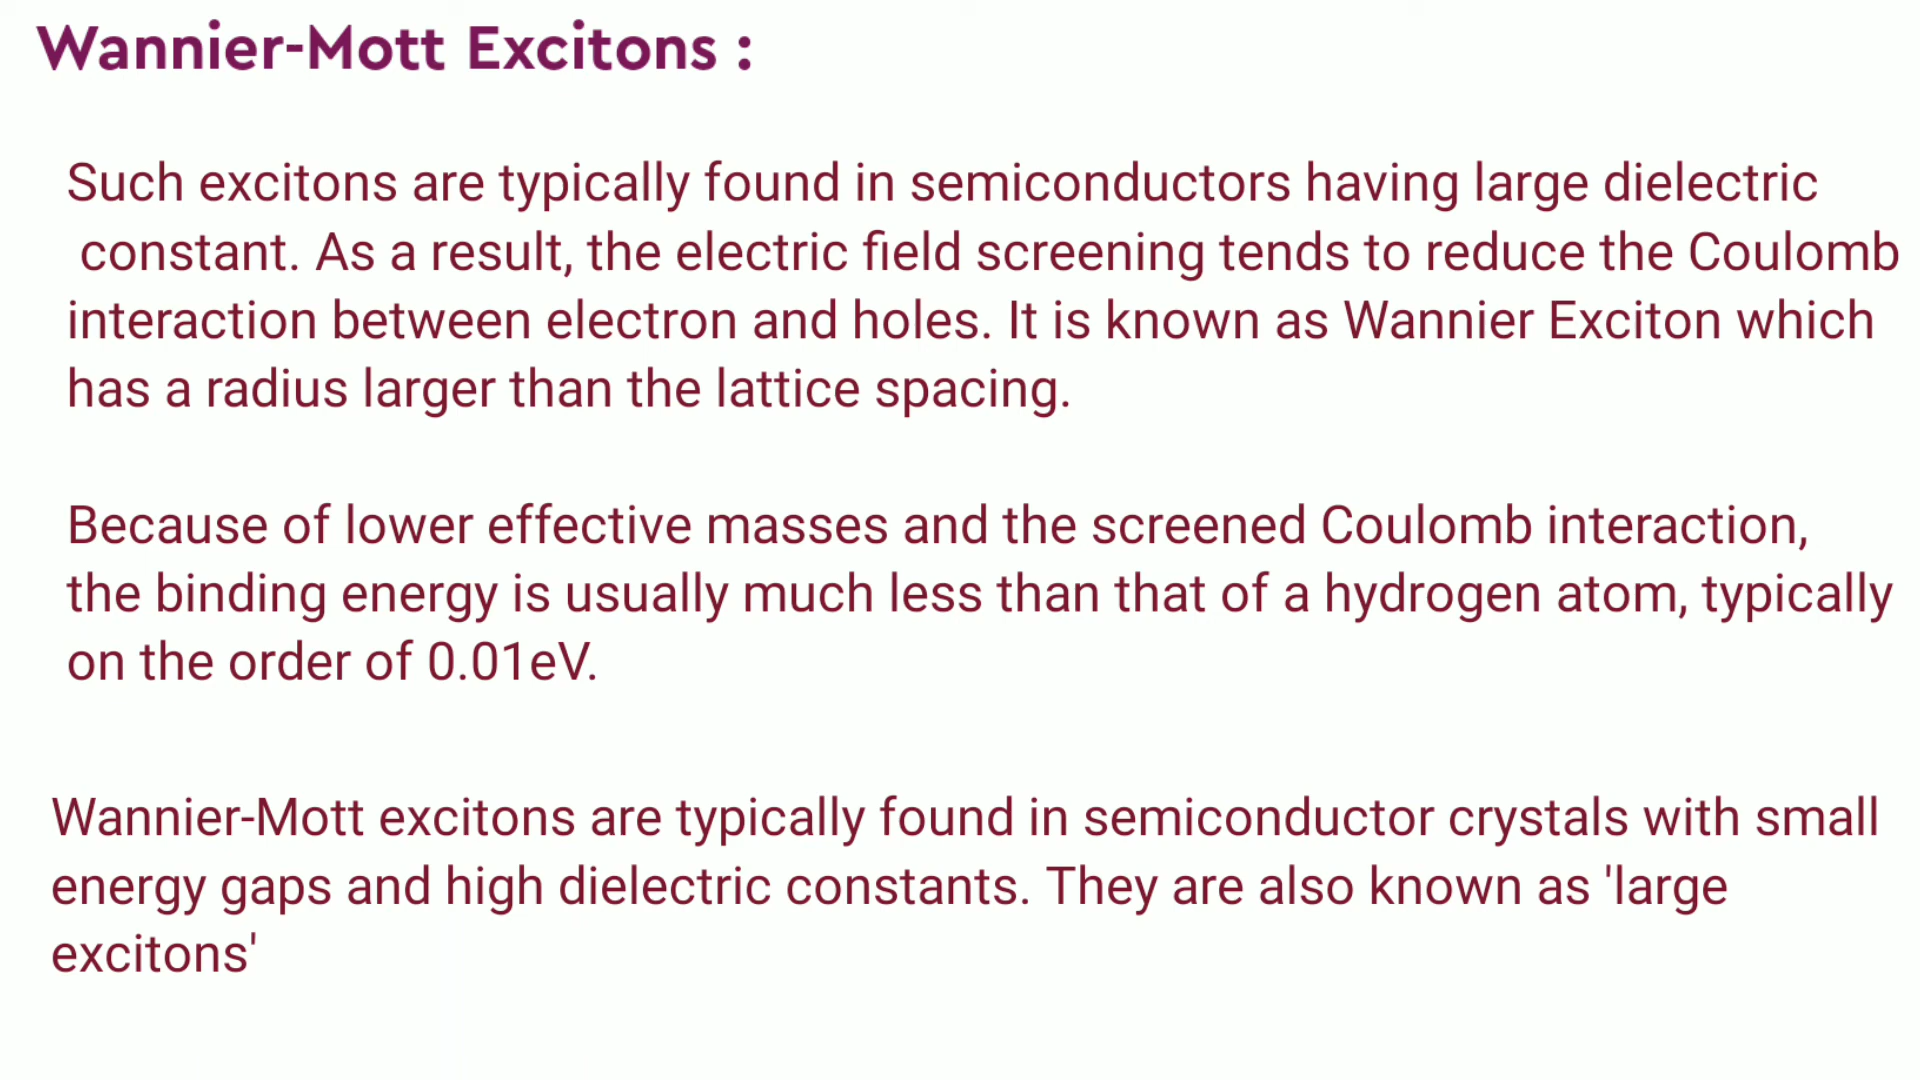 Wannier-Mott Excitons :
Such excitons are typically found in semiconductors having large dielectric
constant. As a result, the electric field screening tends to reduce the Coulomb
interaction between electron and holes. It is known as Wannier Exciton which
has a radius larger than the lattice spacing.
Because of lower effective masses and the screened Coulomb interaction,
the binding energy is usually much less than that of a hydrogen atom, typically
on the order of 0.01eV.
Wannier-Mott excitons are typically found in semiconductor crystals with small
energy gaps and high dielectric constants. They are also known as 'large
excitons'